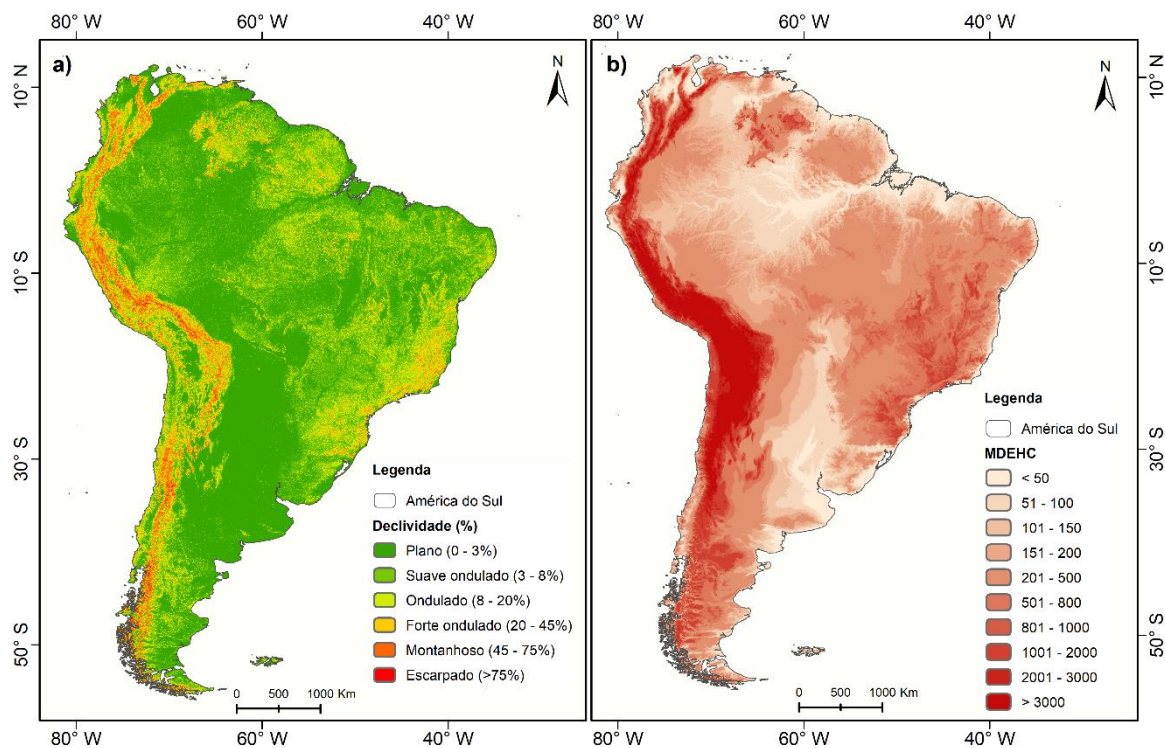 80° W
60° W
40° W
a)
N
10° N
10° S
30° S
50° S
Legenda
América do Sul
Declividade (%)
Plano (0 - 3%)
Suave ondulado (3 - 8%)
Ondulado (8 - 20%)
Forte ondulado (20 - 45%)
Montanhoso (45 - 75%)
Escarpado (>75%)
0 500 1000 Km
80° W
60° W
40° W
80° W
60° W
40° W
b)
N
10° N
10° S
30° S
50° S
Legenda
América do Sul
MDEHC
< 50
51 - 100
101 - 150
151 - 200
201 - 500
501 - 800
801 - 1000
1001 - 2000
2001 - 3000
> 3000
0 500 1000 Km
80° W
60° W
40° W